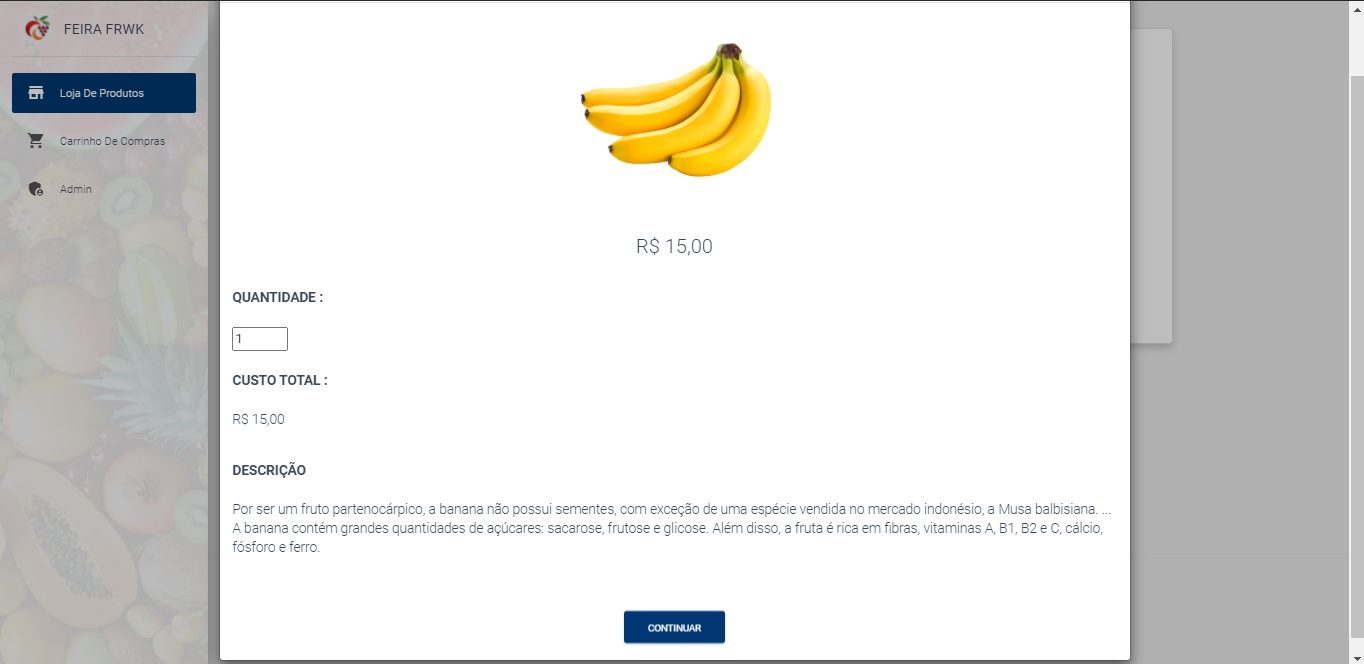 FEIRA FRWK
Loja De Produtos
Carrinho De Compras
Admin
R$ 15,00
QUANTIDADE :
1
CUSTO TOTAL :
R$ 15,00
DESCRIÇÃO
Por ser um fruto partenocárpico, a banana não possui sementes, com exceção de uma espécie vendida no mercado indonésio, a Musa balbisiana. ...
A banana contém grandes quantidades de açúcares: sacarose, frutose e glicose. Além disso, a fruta é rica em fibras, vitaminas A, B1, B2 e C, cálcio,
fósforo e ferro.
CONTINUAR